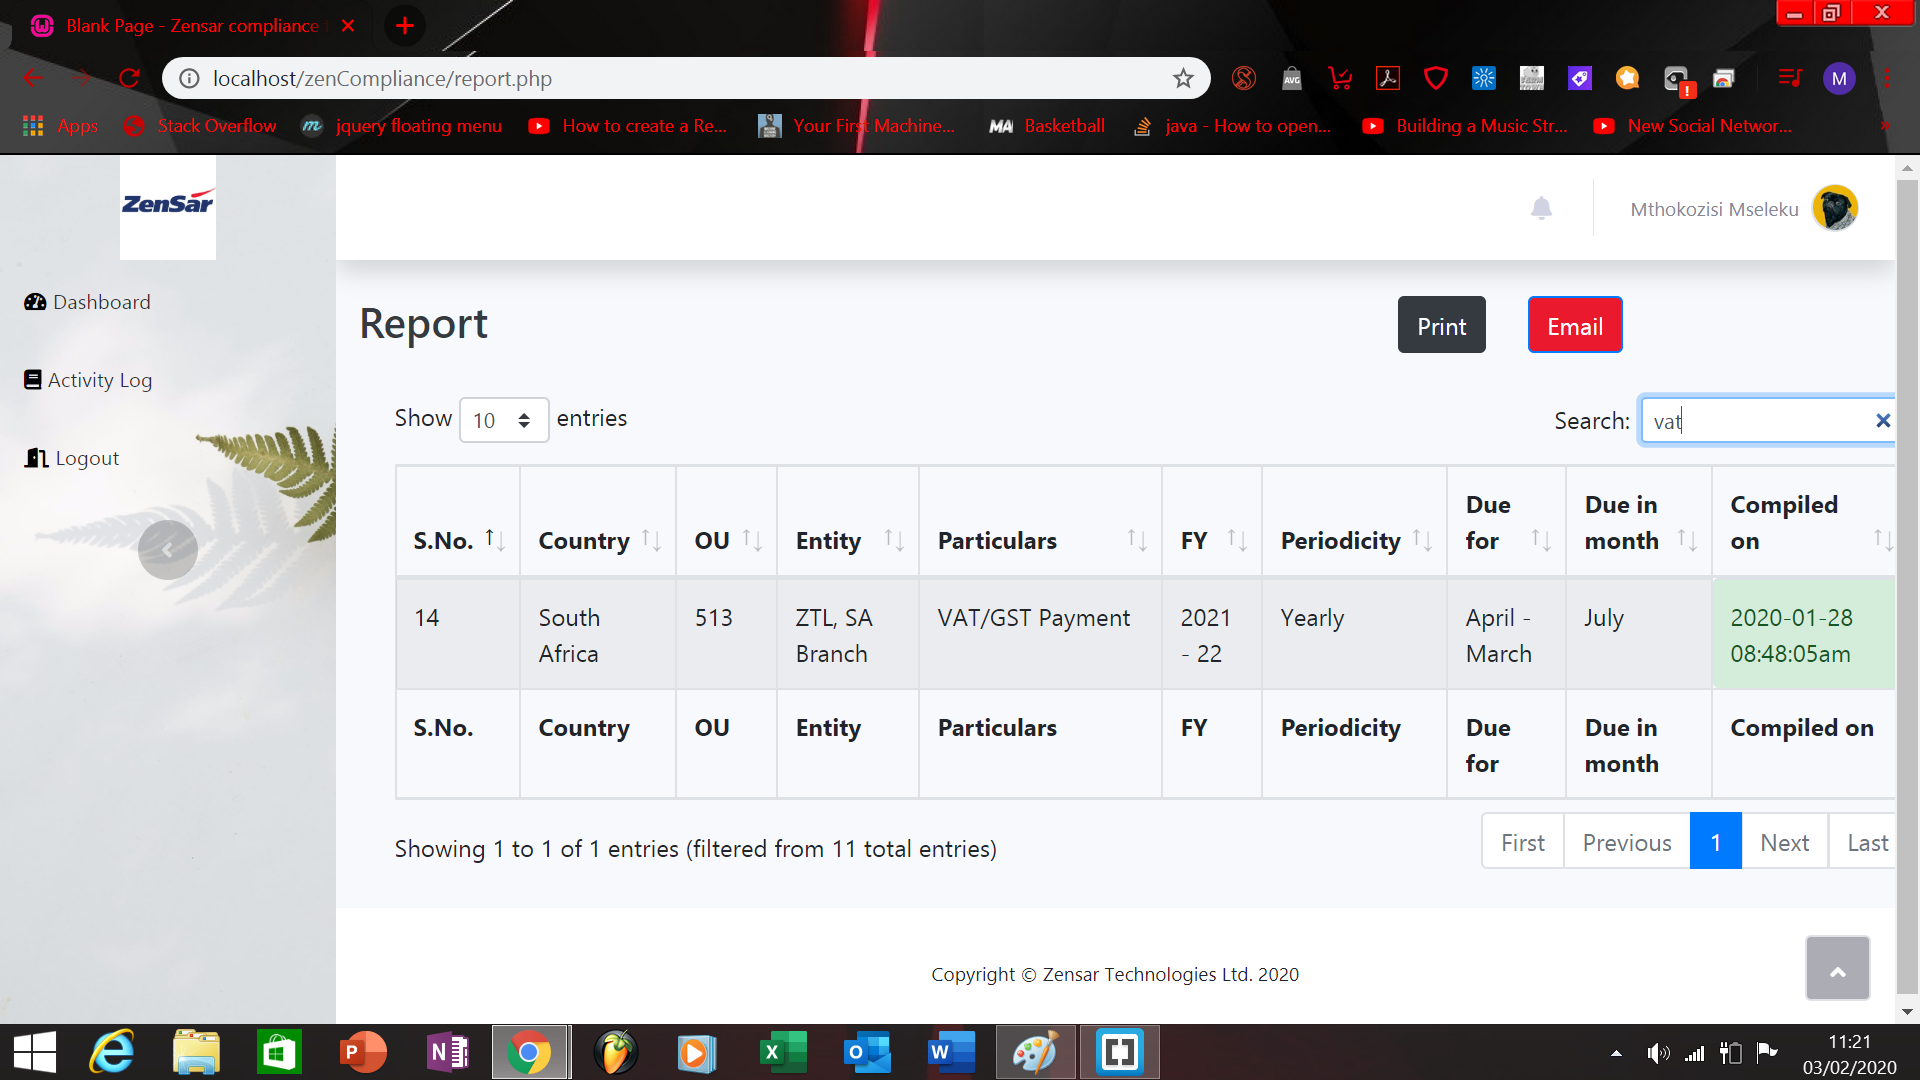 Blank Page - Zensar compliance
localhost/zenCompliance/report.php
AVG
M
Apps
Stack Overflow
m
jquery floating menu
How to create a Re...
Your First Machine...
MA
Basketball
java - How to open...
Building a Music Str...
New Social Networ...
»
ZenSar
Mthokozisi Mseleku
Dashboard
Activity Log
Logout
Report
Print
Email
Show 10 entries
Search: vat
S.No. Country OU Entity Particulars FY Periodicity Due for Due in month Compiled on
14 South Africa 513 ZTL, SA Branch VAT/GST Payment 2021 - 22 Yearly April - March July 2020-01-28 08:48:05am
S.No. Country OU Entity Particulars FY Periodicity Due for Due in month Compiled on
Showing 1 to 1 of 1 entries (filtered from 11 total entries)
First Previous 1 Next Last
Copyright © Zensar Technologies Ltd. 2020
11:21
03/02/2020